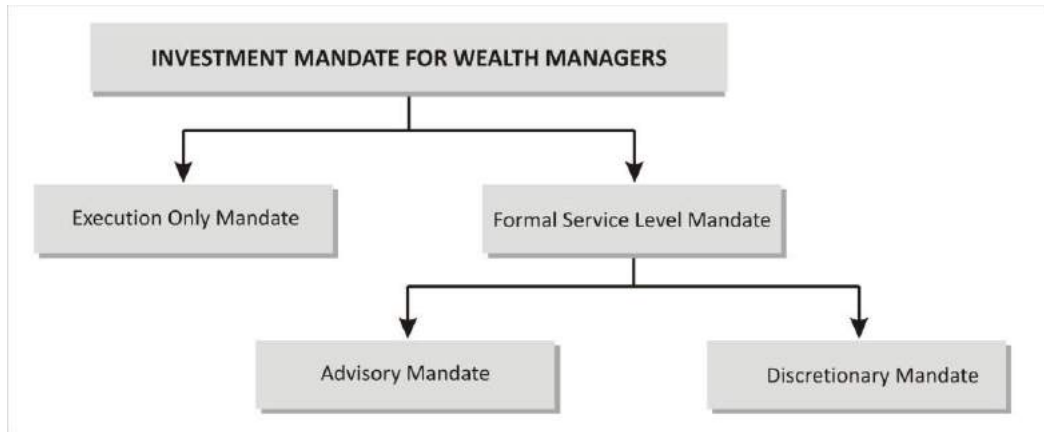 INVESTMENT MANDATE FOR WEALTH MANAGERS
Execution Only Mandate
Formal Service Level Mandate
Advisory Mandate
Discretionary Mandate